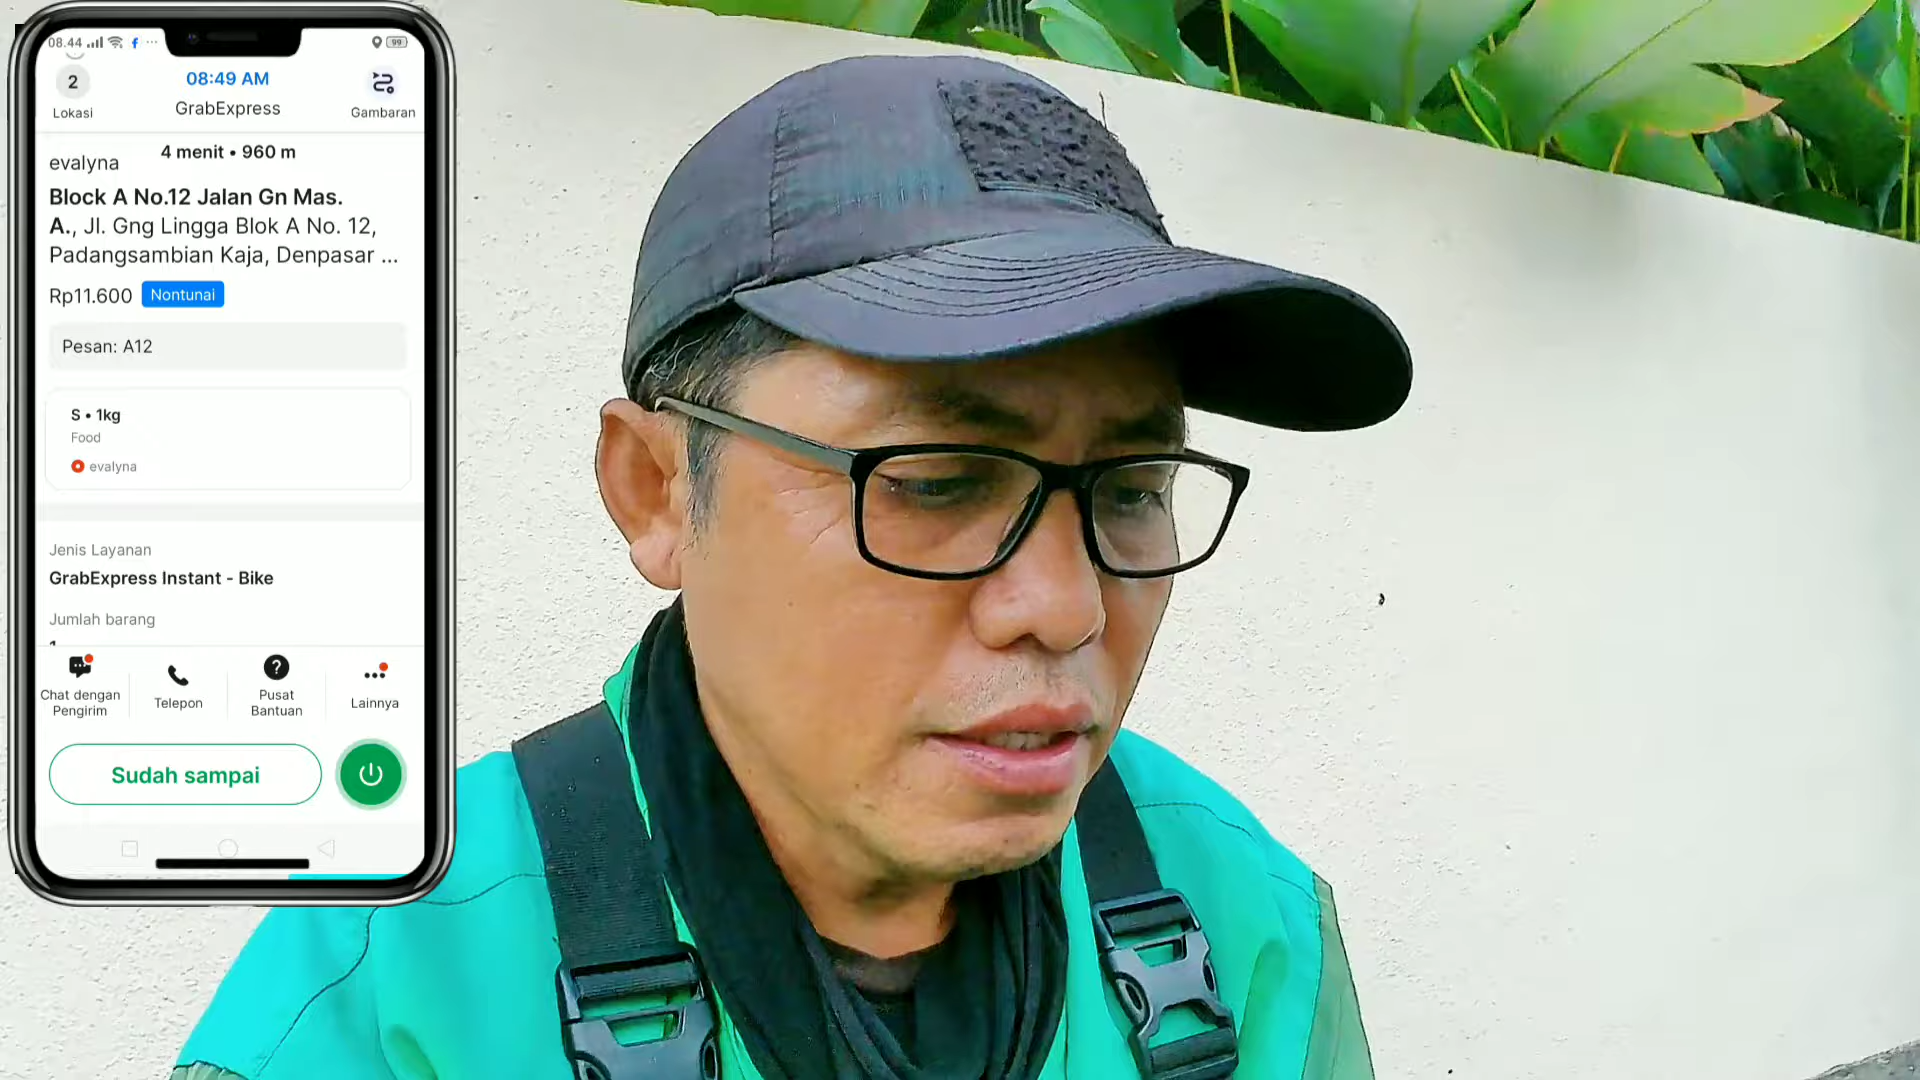 08.44
99
2
08:49 AM
Lokasi
GrabExpress
Gambaran
4 menit • 960 m
evalyna
Block A No.12 Jalan Gn Mas.
A., Jl. Gng Lingga Blok A No. 12,
Padangsambian Kaja, Denpasar ...
Rp11.600 Nontunai
Pesan: A12
S • 1kg
Food
evalyna
Jenis Layanan
GrabExpress Instant - Bike
Jumlah barang
Chat dengan
Pengirim
Telepon
Pusat
Bantuan
Lainnya
Sudah sampai